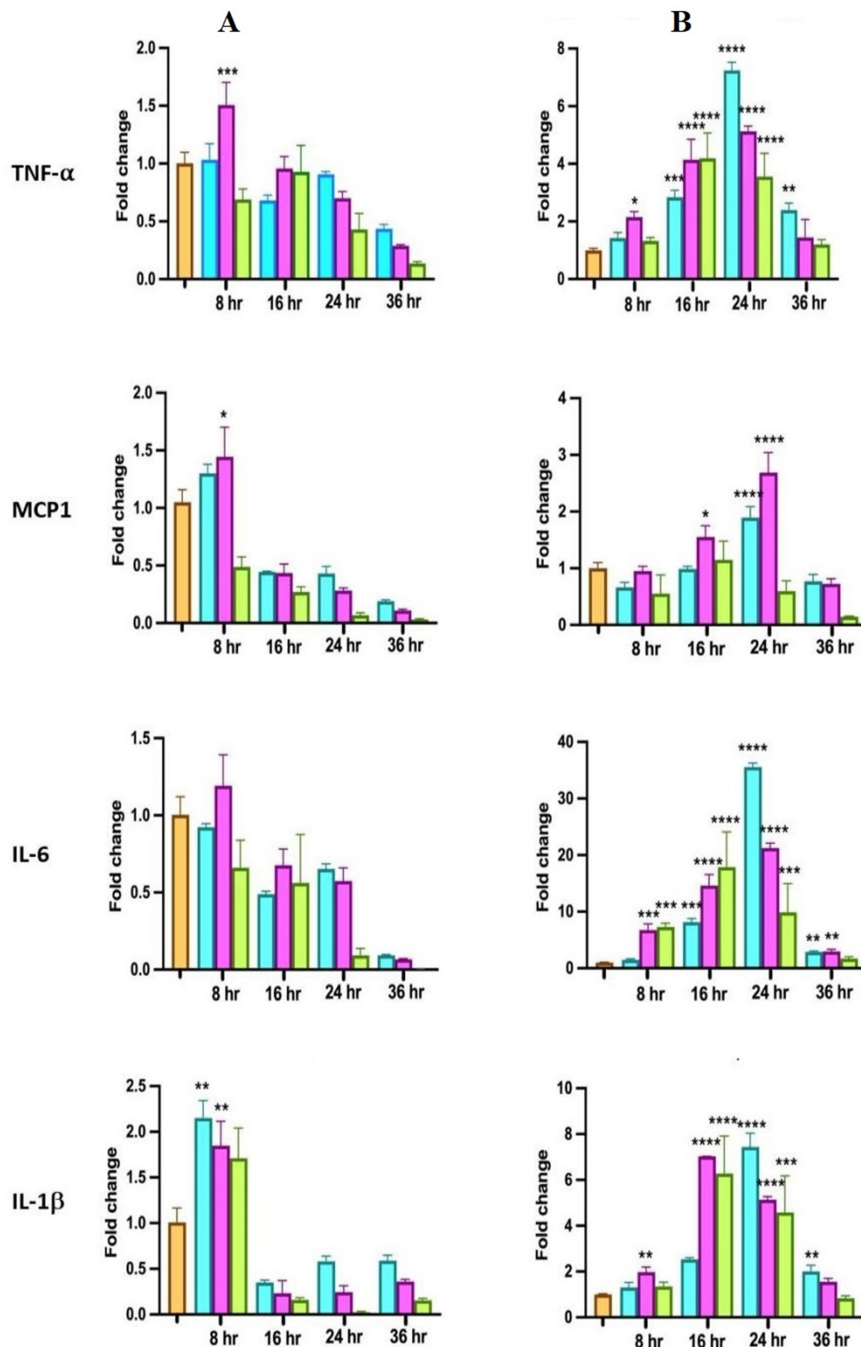 A
B
TNF-α
Fold change
2.0
1.5
1.0
0.5
0.0
***
8 hr 16 hr 24 hr 36 hr
Fold change
8
6
4
2
0
* *** **** **** **** **** **** **
8 hr 16 hr 24 hr 36 hr
MCP1
Fold change
2.0
1.5
1.0
0.5
0.0
*
8 hr 16 hr 24 hr 36 hr
Fold change
4
3
2
1
0
* **** ****
8 hr 16 hr 24 hr 36 hr
IL-6
Fold change
1.5
1.0
0.5
0.0
8 hr 16 hr 24 hr 36 hr
Fold change
40
30
20
10
0
*** *** *** **** **** **** **** *** ** **
8 hr 16 hr 24 hr 36 hr
IL-1β
Fold change
2.5
2.0
1.5
1.0
0.5
0.0
** **
8 hr 16 hr 24 hr 36 hr
Fold change
10
8
6
4
2
0
** **** **** **** **** *** **
8 hr 16 hr 24 hr 36 hr